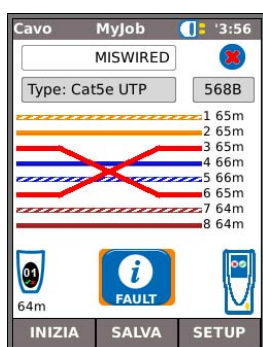 Cavo MyJob '3:56
MISWIRED
Type: Cat5e UTP 568B
1 65m
2 65m
3 65m
4 66m
5 66m
6 65m
7 64m
8 64m
01
i
64m
FAULT
INIZIA SALVA SETUP